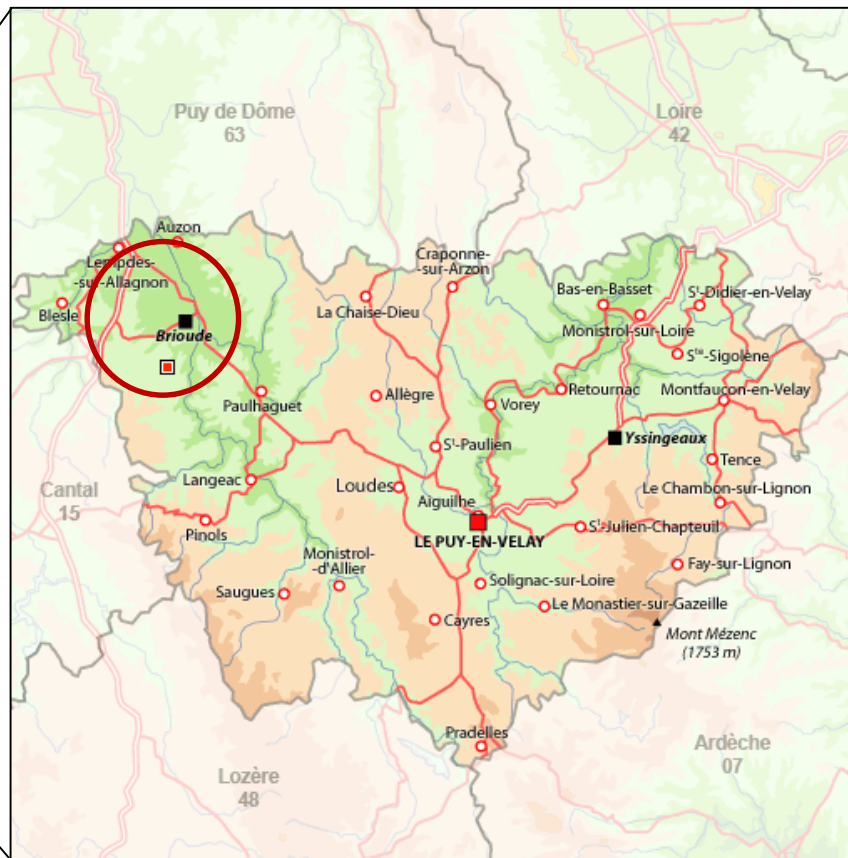 Puy de Dôme
63
Loire
42
Auzon
Lempdes-
-sur-Allagnon
Craponne-
-sur-Arzon
Blesle
La Chaise-Dieu
Bas-en-Basset
St-Didier-en-Velay
Brioude
Monistrol-sur-Loire
Ste-Sigolène
Paulhaguet
Allègre
Vorey
Retournac
Montfaucon-en-Velay
St-Paulien
Yssingeaux
Cantal
15
Langeac
Loudes
Aiguilhe
Tence
Le Chambon-sur-Lignon
Pinols
LE PUY-EN-VELAY
St-Julien-Chapteuil
Monistrol-
-d'Allier
Saugues
Solignac-sur-Loire
Fay-sur-Lignon
Cayres
Le Monastier-sur-Gazeille
Mont Mézenc
(1753 m)
Pradelles
Ardèche
07
Lozère
48